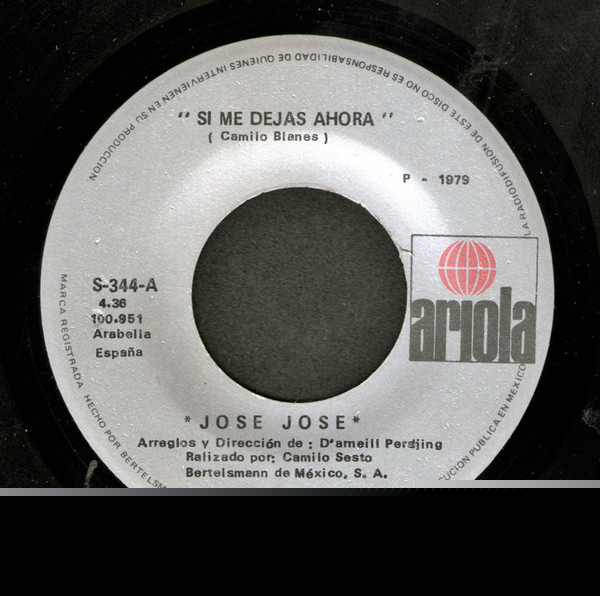 LA RADIODIFUSION DE ESTE DISCO NO ES RESPONSABILIDAD DE QUIENES INTERVIENEN EN SU PRODUCCION
" SI ME DEJAS AHORA "
( Camilo Blanes )
P - 1979
S-344-A
4.36
100.951
Arabella
España
ariola
* JOSE JOSE *
Arreglos y Dirección de : D'arneill Persjing
Ralizado por: Camilo Sesto
Bertelsmann de México, S. A.
MARCA REGISTRADA HECHO POR BERTELSM
CUCION PUBLICA EN MEXICO